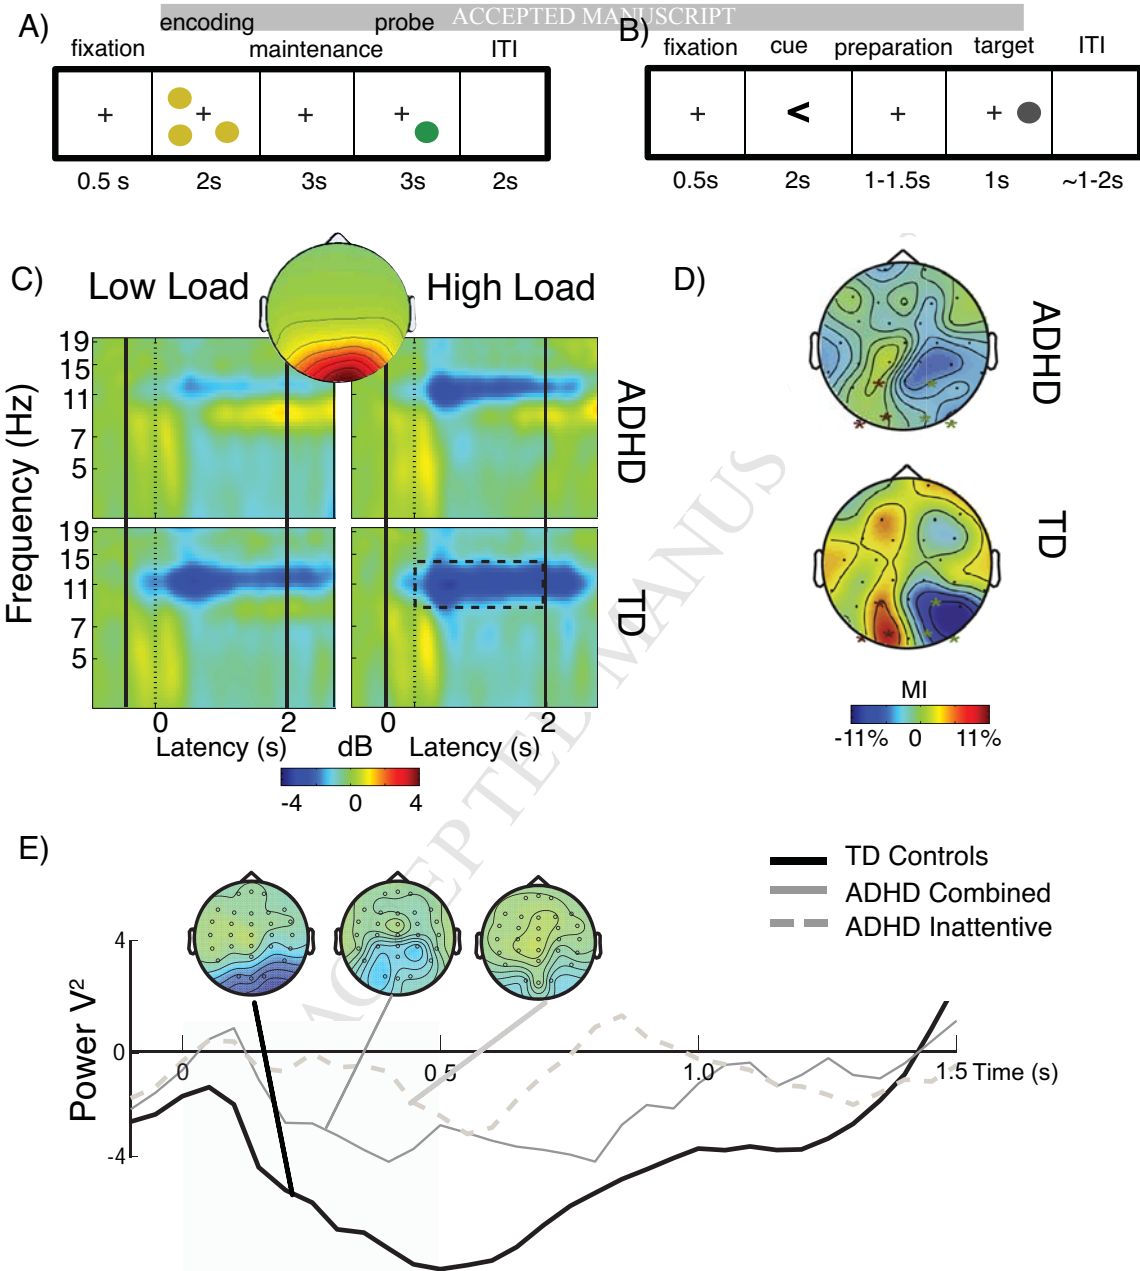 ACCEPTED MANUSCRIPT
A)
encoding
probe
fixation
maintenance
ITI
+
+
+
+
0.5 s
2s
3s
3s
2s
B)
fixation
cue
preparation
target
ITI
+
<
+
+
0.5s
2s
1-1.5s
1s
~1-2s
C)
Low Load
High Load
Frequency (Hz)
19
15
11
7
5
ADHD
19
15
11
7
5
TD
0
2
0
2
Latency (s)
dB
Latency (s)
-4
0
4
D)
ADHD
TD
MI
-11%
0
11%
ACCEPTED MANUS
E)
TD Controls
ADHD Combined
ADHD Inattentive
Power V²
4
0
-4
0
0.5
1.0
1.5
Time (s)